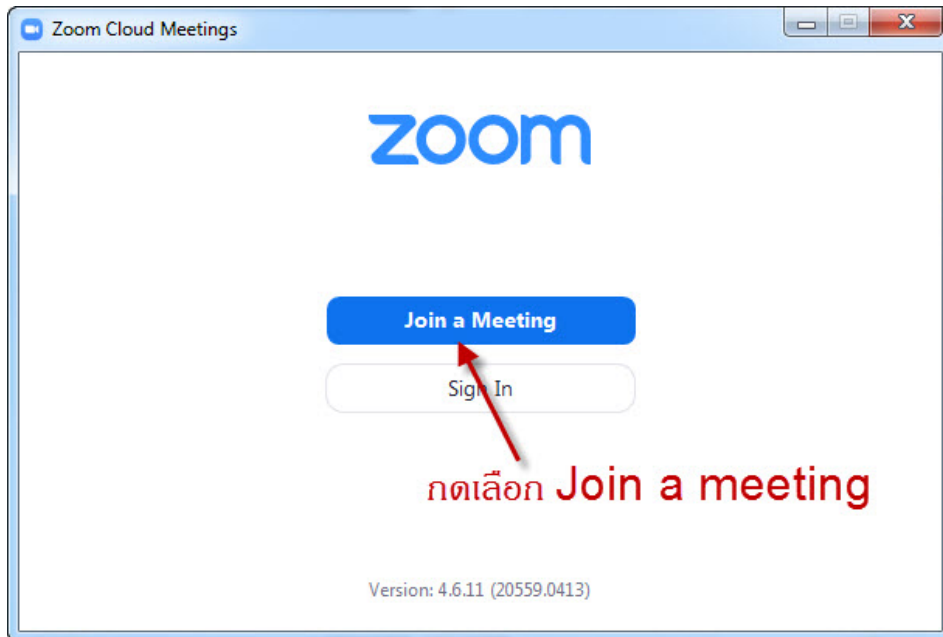 Zoom Cloud Meetings
zoom
Join a Meeting
Sign In
กดเลือก Join a meeting
Version: 4.6.11 (20559.0413)